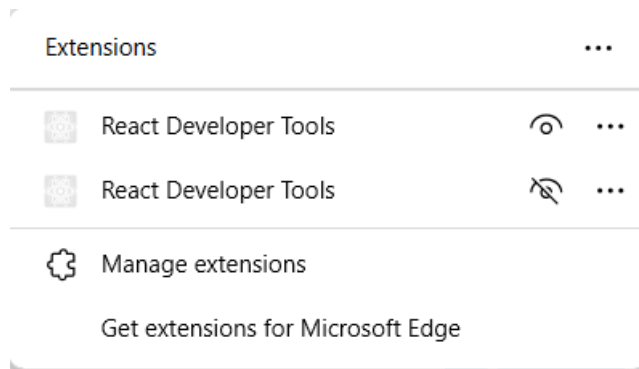 Extensions
React Developer Tools
React Developer Tools
Manage extensions
Get extensions for Microsoft Edge